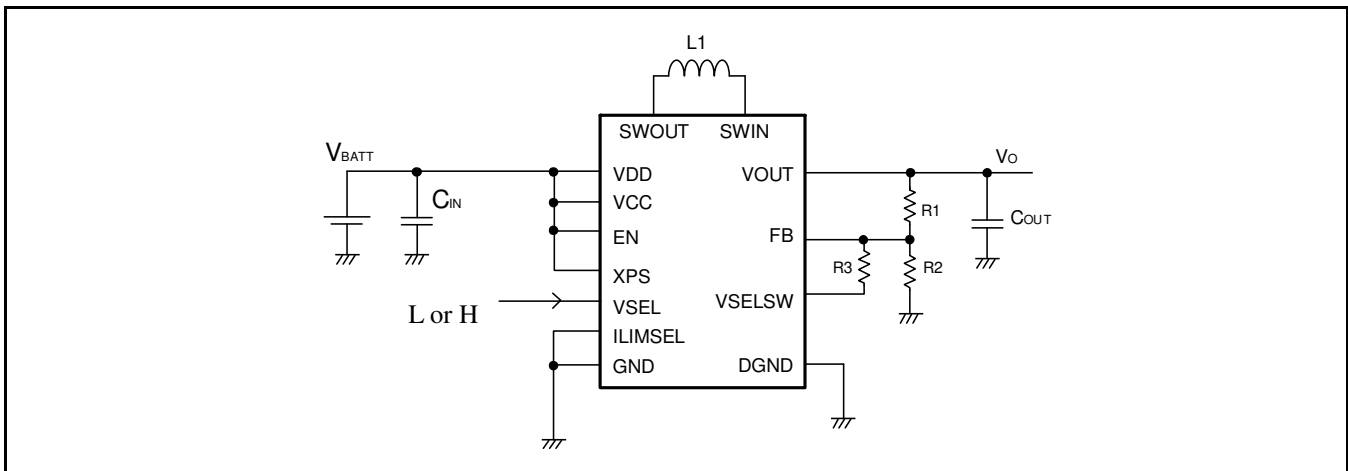 L1
SWOUT SWIN
VBATT
VDD
VOUT
VO
CIN
VCC
R1
COUT
EN
FB
XPS
R3
R2
L or H
VSEL
VSELSW
ILIMSEL
GND
DGND